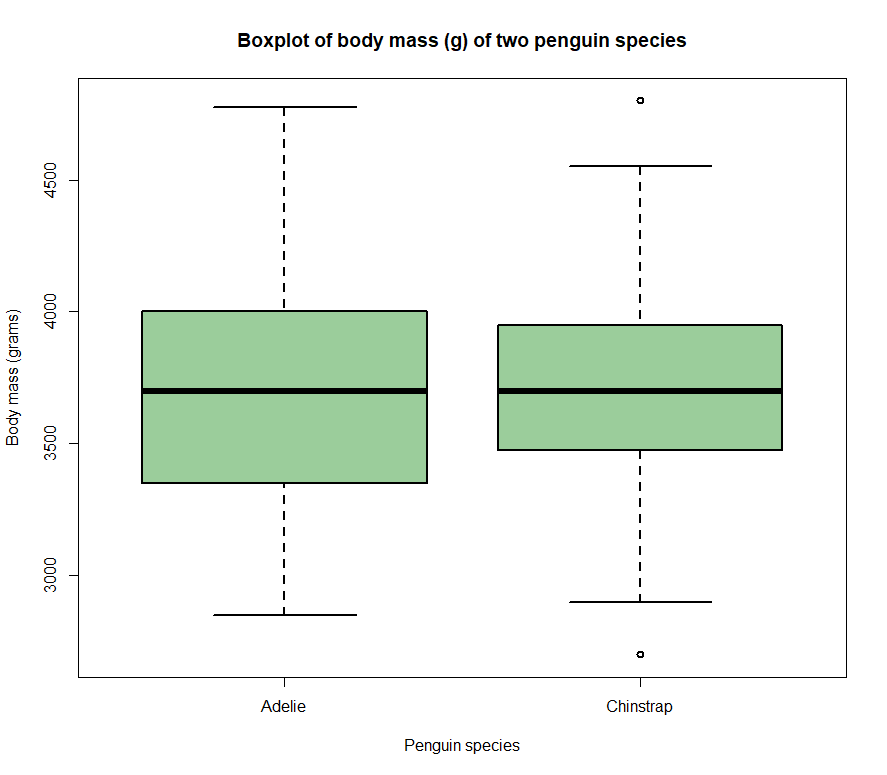 Boxplot of body mass (g) of two penguin species
Body mass (grams)
4500
4000
3500
3000
Adelie
Chinstrap
Penguin species